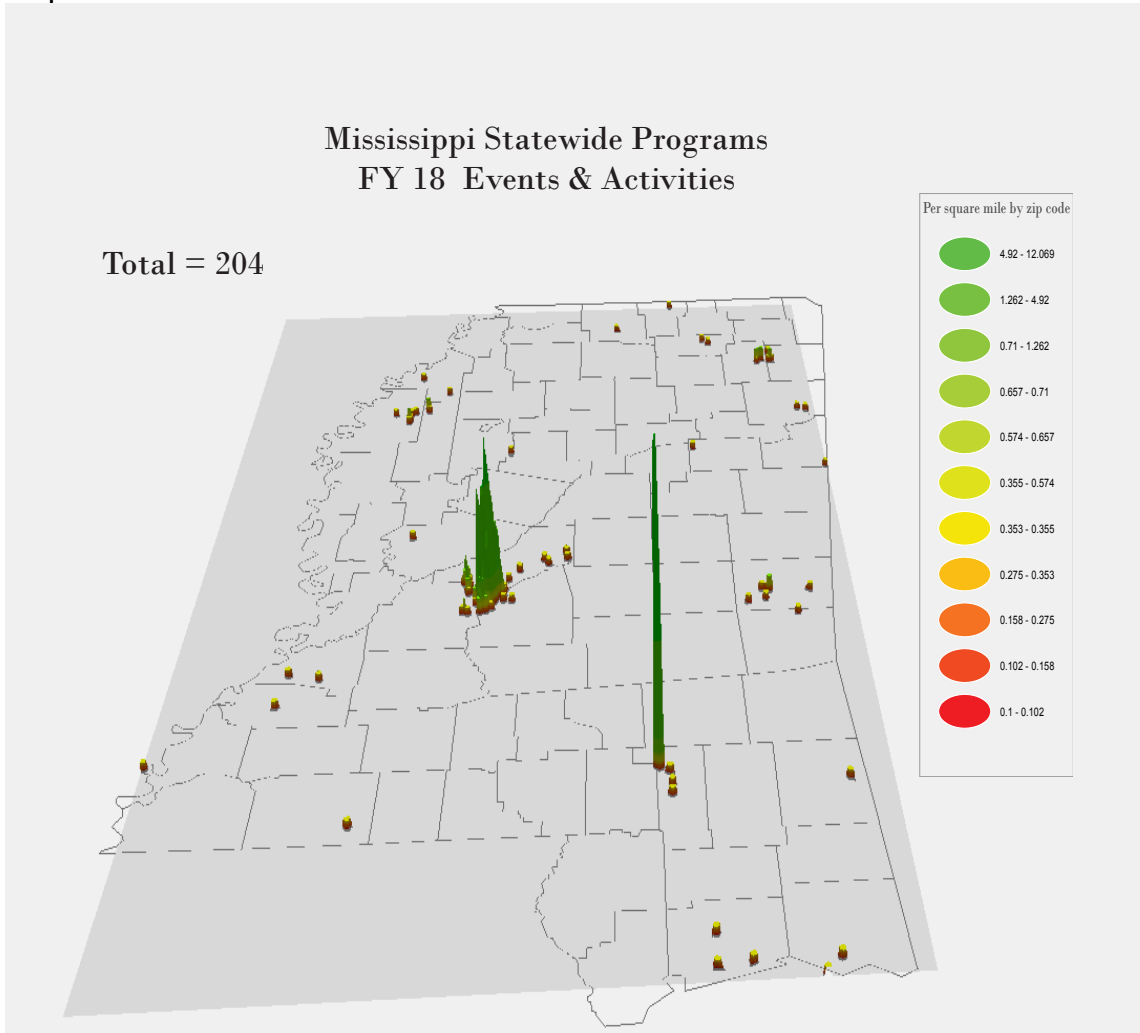 Mississippi Statewide Programs
FY 18 Events & Activities
Total = 204
Per square mile by zip code
4.92 - 12.069
1.262 - 4.92
0.71 - 1.262
0.657 - 0.71
0.574 - 0.657
0.355 - 0.574
0.353 - 0.355
0.275 - 0.353
0.158 - 0.275
0.102 - 0.158
0.1 - 0.102